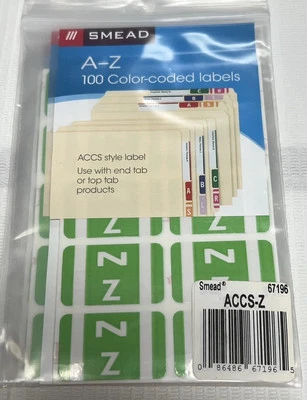 SMEAD
A–Z
100 Color-coded labels
ACCS style label
Use with end tab
or top tab
products
C
B
L
A
B
C
S
L
R
Z Z
Z Z
Z Z
Z Z
Z Z
Smead® 67196
ACCS-Z
0 86486 67196 5